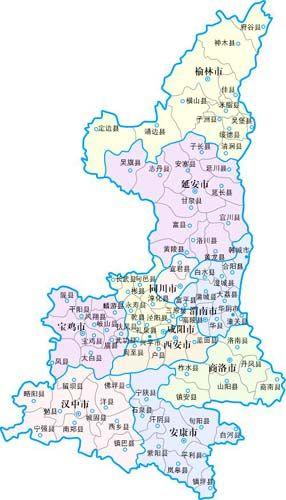 府谷县
神木县
榆林市
佳县
横山县
米脂县
子洲县
吴堡县
定边县
靖边县
绥德县
清涧县
子长县
吴旗县
志丹县
安塞县
延川县
延安市
延长县
甘泉县
宜川县
富县
洛川县
黄陵县
黄龙县
韩城市
宜君县
合阳县
白水县
澄城县
长武县
旬邑县
彬县
铜川市
大荔县
陇县
麟游县
永寿县
淳化县
富平县
蒲城县
千阳县
凤翔县
乾县
泾阳县
三原县
渭南市
华阴市
岐山县
扶风县
礼泉县
高陵县
华县
潼关县
宝鸡市
宝鸡县
眉县
武功县
兴平市
咸阳市
太白县
周至县
户县
西安市
蓝田县
洛南县
凤县
柞水县
商洛市
丹凤县
留坝县
佛坪县
宁陕县
镇安县
山阳县
商南县
略阳县
汉中市
洋县
勉县
城固县
石泉县
汉阴县
旬阳县
宁强县
南郑县
西乡县
安康市
白河县
镇巴县
紫阳县
平利县
岚皋县
镇坪县